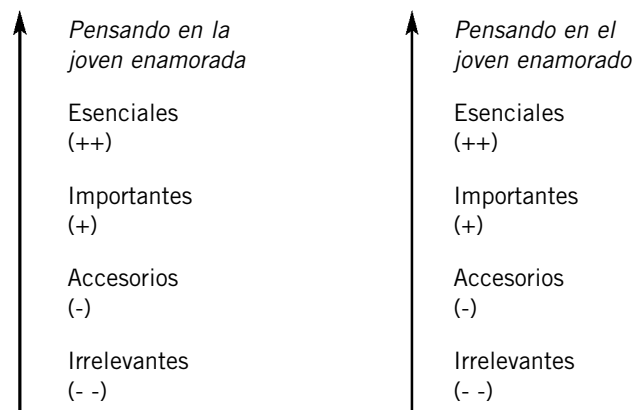 Pensando en la
joven enamorada
Esenciales
(++)
Importantes
(+)
Accesorios
(-)
Irrelevantes
(- -)
Pensando en el
joven enamorado
Esenciales
(++)
Importantes
(+)
Accesorios
(-)
Irrelevantes
(- -)